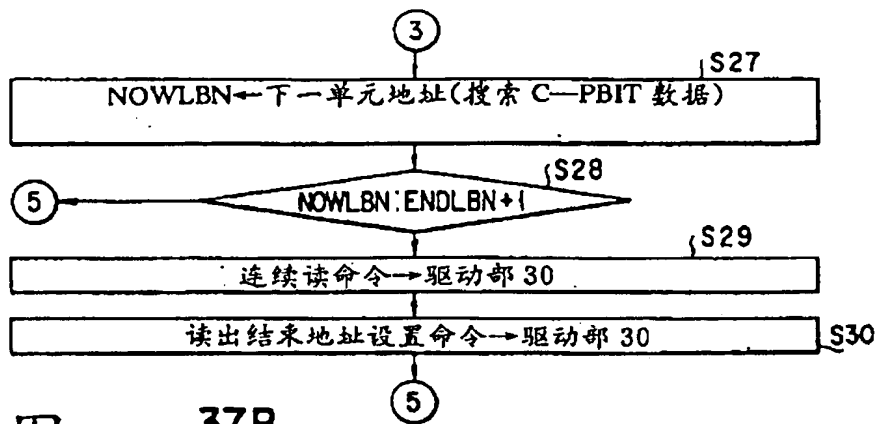 3
S27
NOWLBN←下一单元地址(搜索 C—PBIT 数据)
S28
5
NOWLBN:ENDLBN+1
S29
连续读命令→驱动部 30
读出结束地址设置命令→驱动部 30
S30
5
37B